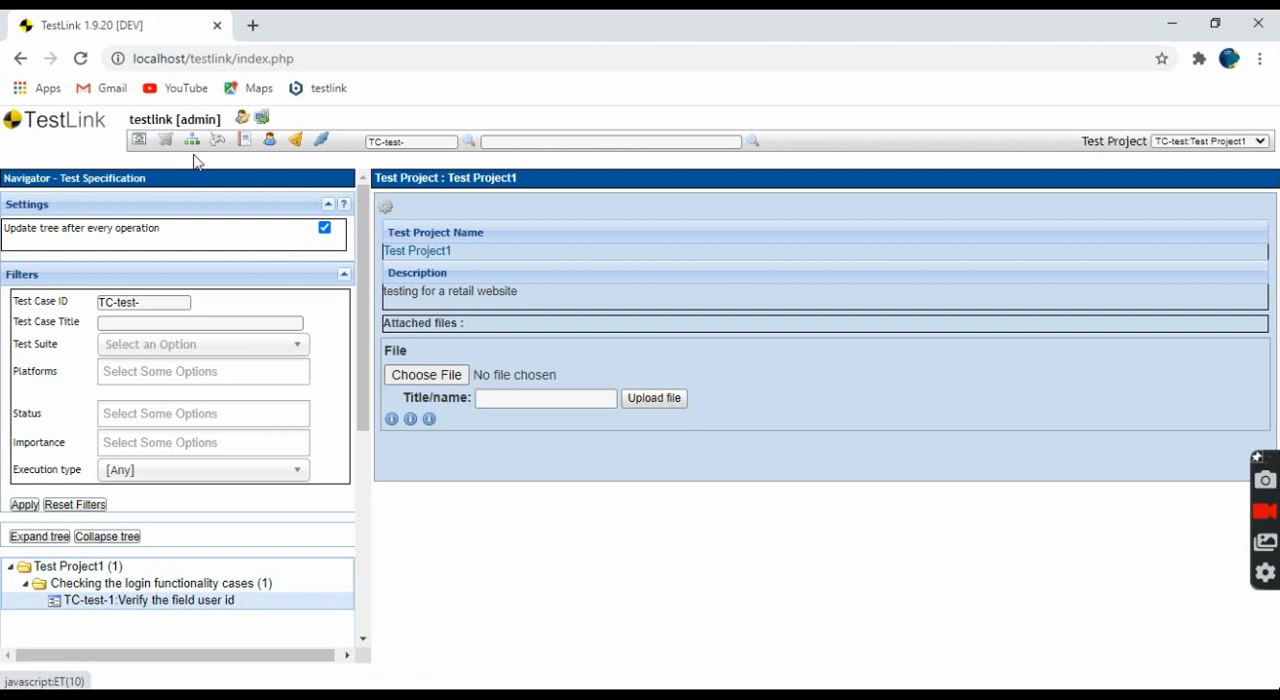 TestLink 1.9.20 [DEV]
localhost/testlink/index.php
Apps Gmail YouTube Maps testlink
TestLink testlink [admin]
TC-test- Test Project TC-test:Test Project1
Navigator - Test Specification
Settings ?
Update tree after every operation
Filters
Test Case ID TC-test-
Test Case Title
Test Suite Select an Option
Platforms Select Some Options
Status Select Some Options
Importance Select Some Options
Execution type [Any]
Apply Reset Filters
Expand tree Collapse tree
Test Project1 (1)
Checking the login functionality cases (1)
TC-test-1:Verify the field user id
javascript:ET(10)
Test Project : Test Project1
Test Project Name
Test Project1
Description
testing for a retail website
Attached files :
File
Choose File No file chosen
Title/name: Upload file